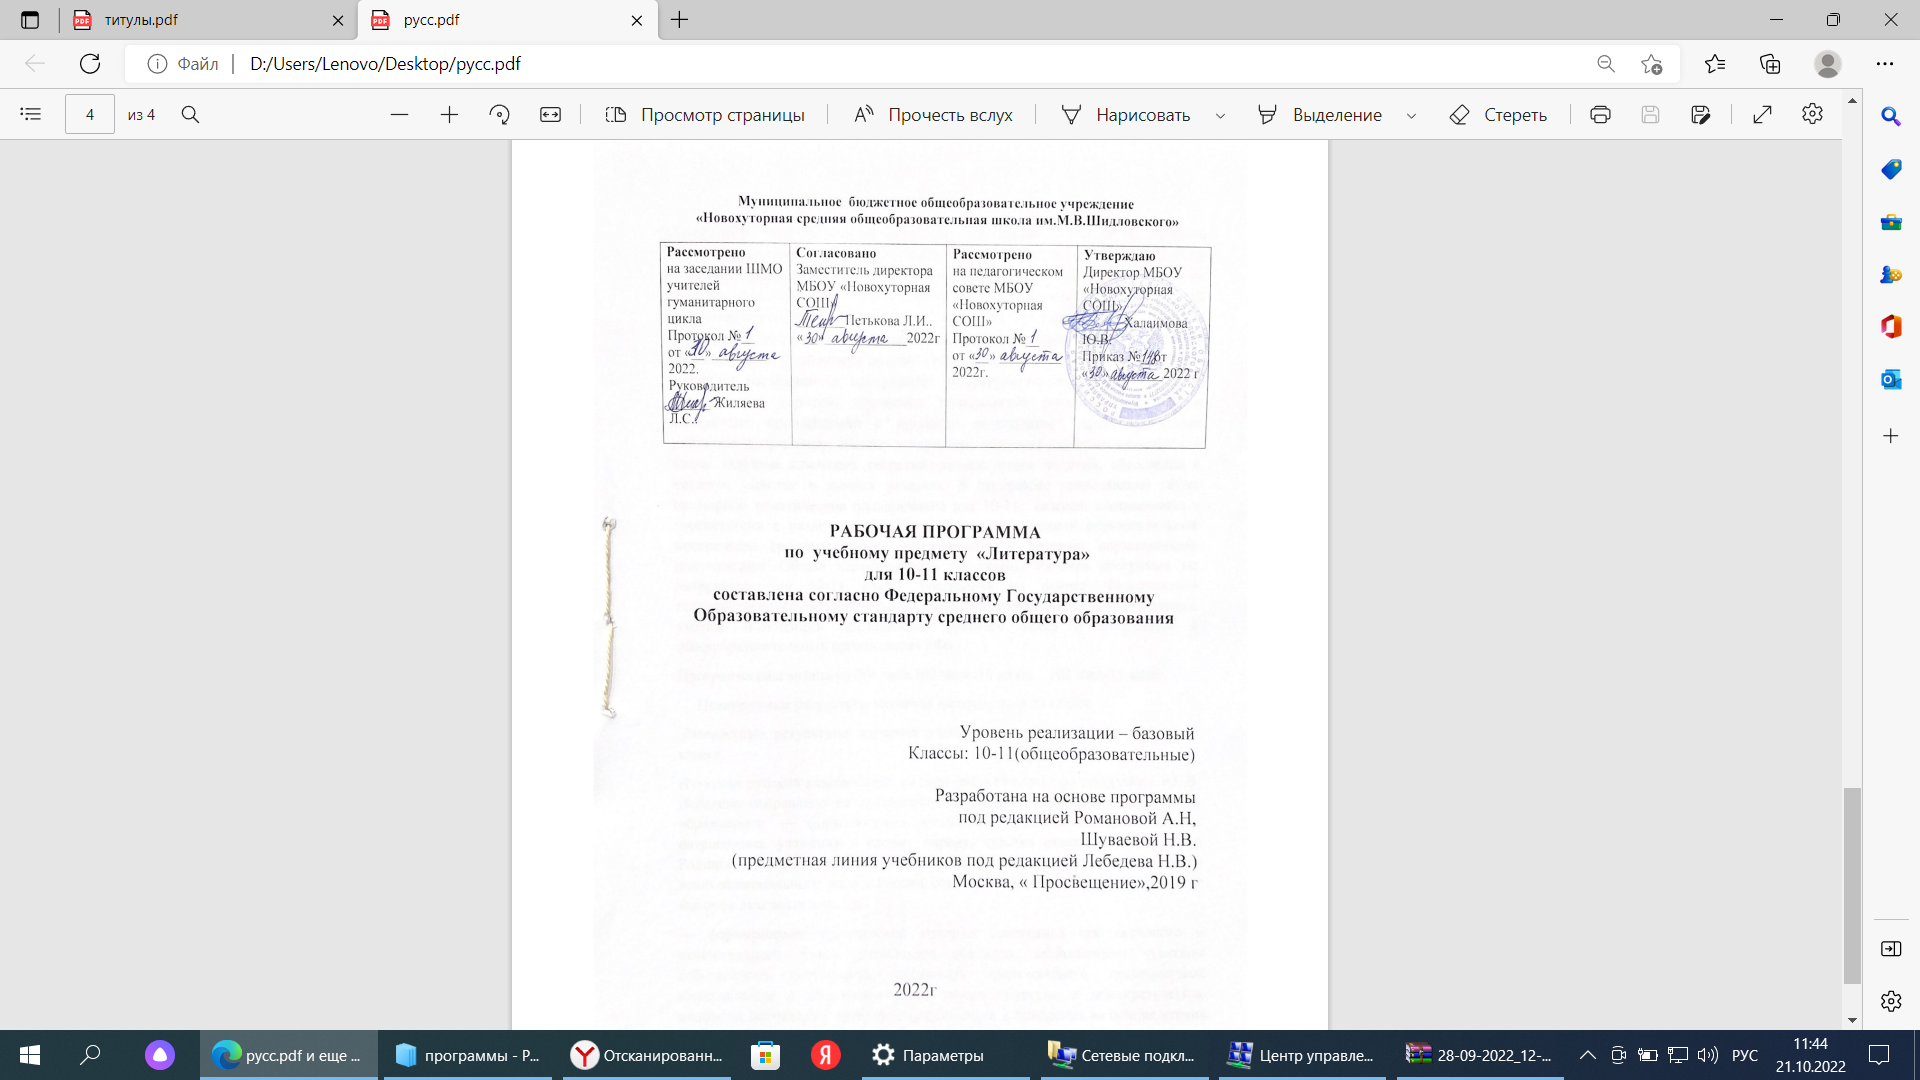 титулы.pdf
русс.pdf
Файл
D:/Users/Lenovo/Desktop/русс.pdf
4
из 4
Просмотр страницы
Прочесть вслух
Нарисовать
Выделение
Стереть
Муниципальное бюджетное общеобразовательное учреждение
«Новохуторная средняя общеобразовательная школа им.М.В.Шидловского»
Рассмотрено
на заседании ШМО
учителей
гуманитарного
цикла
Протокол № 1
от «30» августа
2022.
Руководитель
Жиляева
Л.С.
Согласовано
Заместитель директора
МБОУ «Новохуторная
СОШ»
Петькова Л.И..
«30» августа 2022г
Рассмотрено
на педагогическом
совете МБОУ
«Новохуторная
СОШ»
Протокол № 1
от «30» августа
2022г.
Утверждаю
Директор МБОУ
«Новохуторная
СОШ»
Халаимова
Ю.В.
Приказ №148от
«30»августа 2022 г
РАБОЧАЯ ПРОГРАММА
по учебному предмету «Литература»
для 10-11 классов
составлена согласно Федеральному Государственному
Образовательному стандарту среднего общего образования
Уровень реализации – базовый
Классы: 10-11(общеобразовательные)
Разработана на основе программы
под редакцией Романовой А.Н,
Шуваевой Н.В.
(предметная линия учебников под редакцией Лебедева Н.В.)
Москва, « Просвещение»,2019 г
2022г
русс.pdf и еще ...
программы - Р...
Отсканированн...
Параметры
Сетевые подкл...
Центр управле...
28-09-2022_12-...
РУС
11:44
21.10.2022